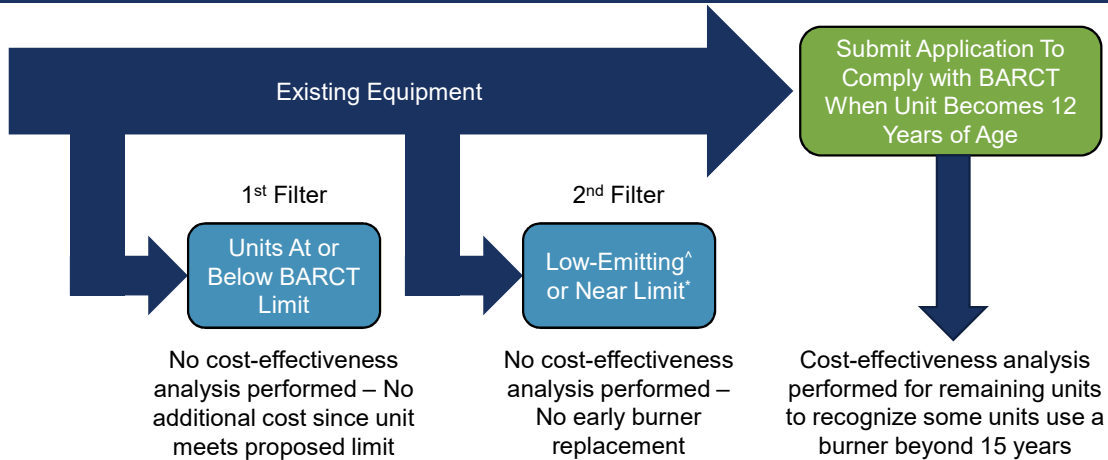 Existing Equipment
Submit Application To
Comply with BARCT
When Unit Becomes 12
Years of Age
1st Filter
Units At or
Below BARCT
Limit
No cost-effectiveness
analysis performed – No
additional cost since unit
meets proposed limit
2nd Filter
Low-Emitting^
or Near Limit*
No cost-effectiveness
analysis performed –
No early burner
replacement
Cost-effectiveness analysis
performed for remaining units
to recognize some units use a
burner beyond 15 years